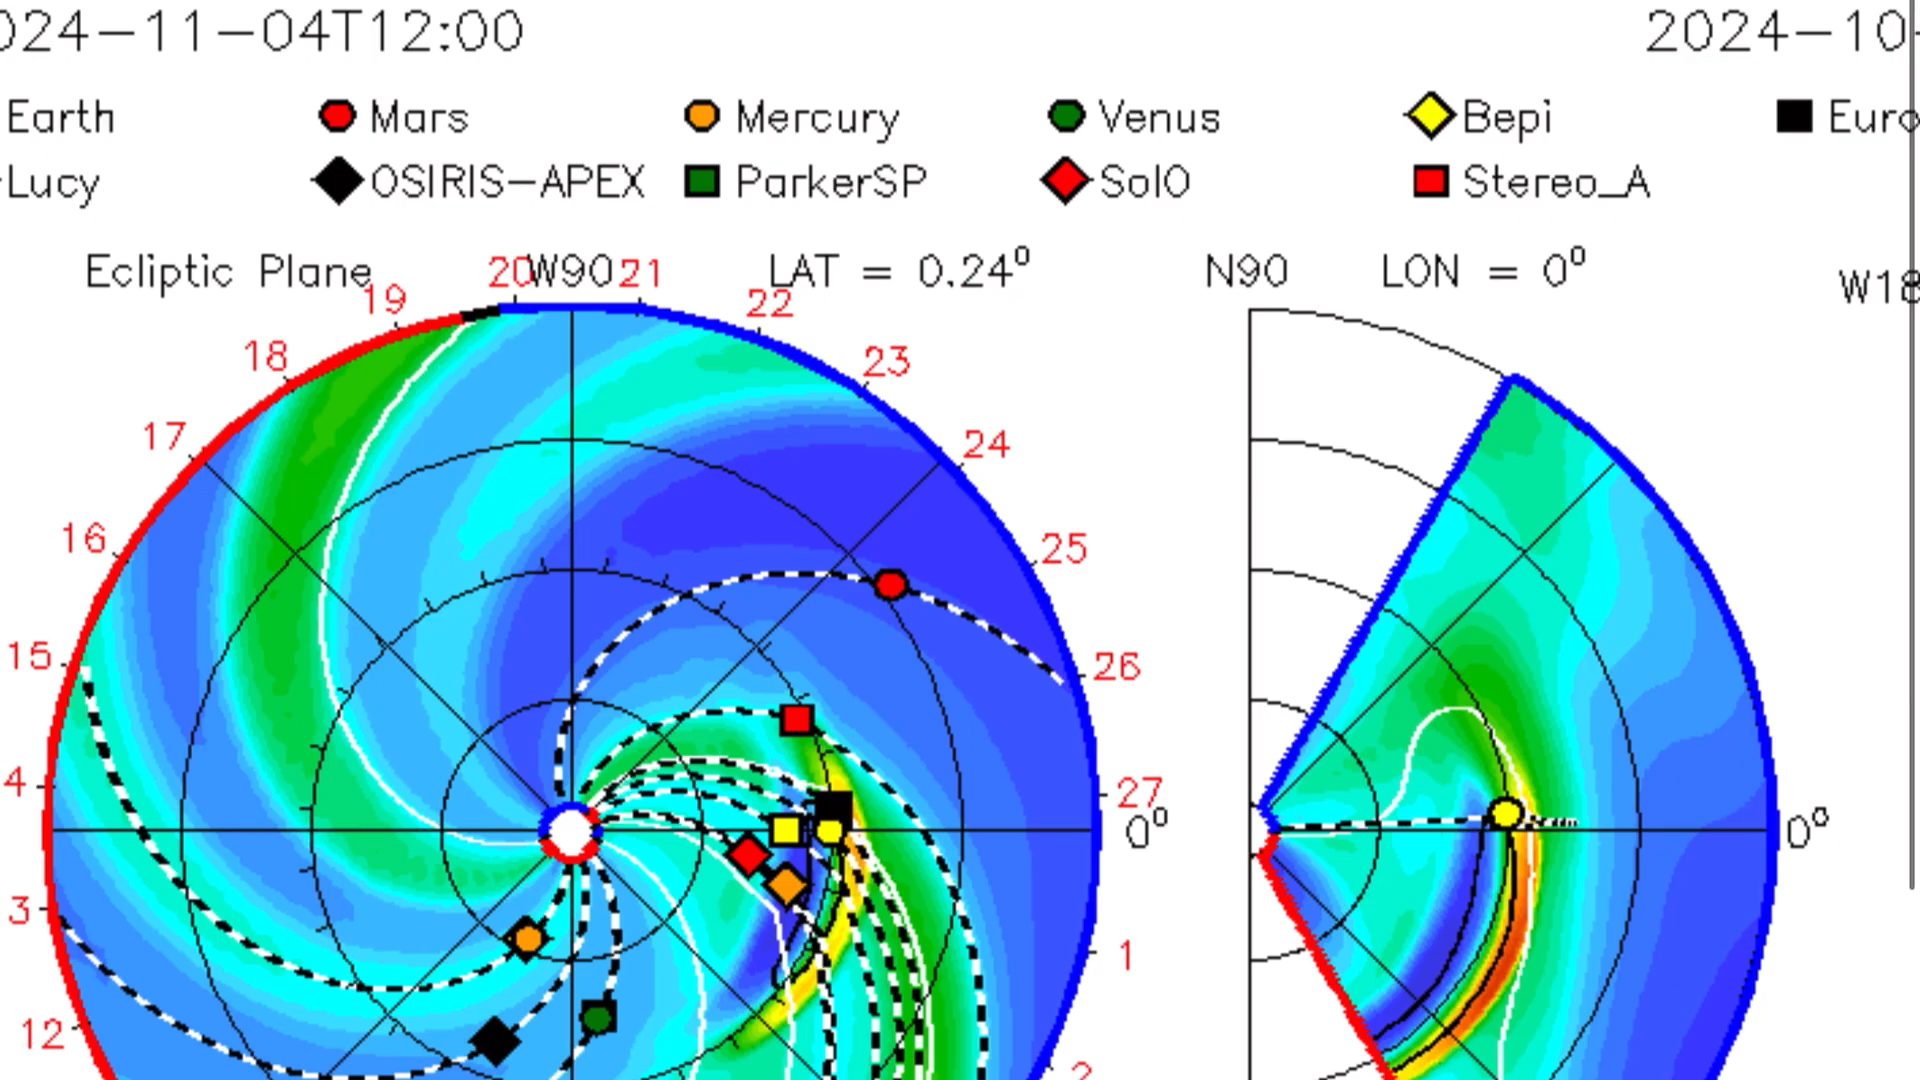 024-11-04T12:00 2024-10-
Earth Mars Mercury Venus Bepi Euro
Lucy OSIRIS-APEX ParkerSP SolO Stereo_A
Ecliptic Plane W90 LAT = 0.24° N90 LON = 0° W18
20 21
19 22
18 23
17 24
16 25
15 26
4 27
0° 0°
3 1
12 2